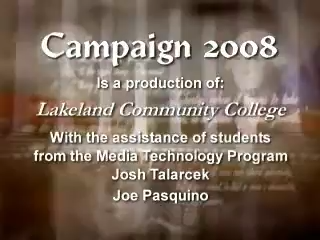 Campaign 2008
Is a production of:
Lakeland Community College
With the assistance of students
from the Media Technology Program
Josh Talarcek
Joe Pasquino